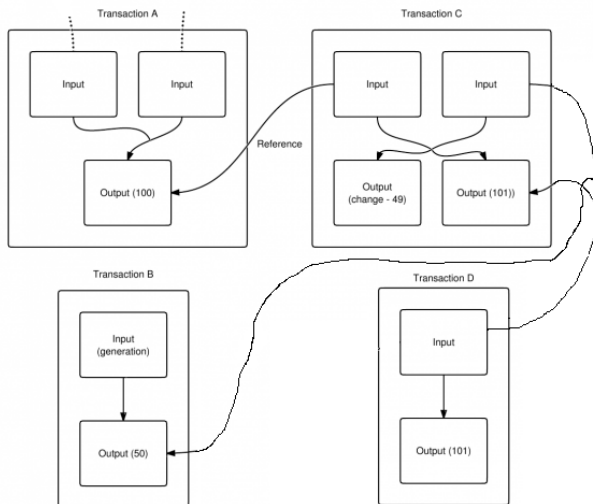 Transaction A
Transaction C
Input
Input
Input
Input
Reference
Output (100)
Output
(change - 49)
Output (101))
Transaction B
Transaction D
Input
(generation)
Input
Output (50)
Output (101)